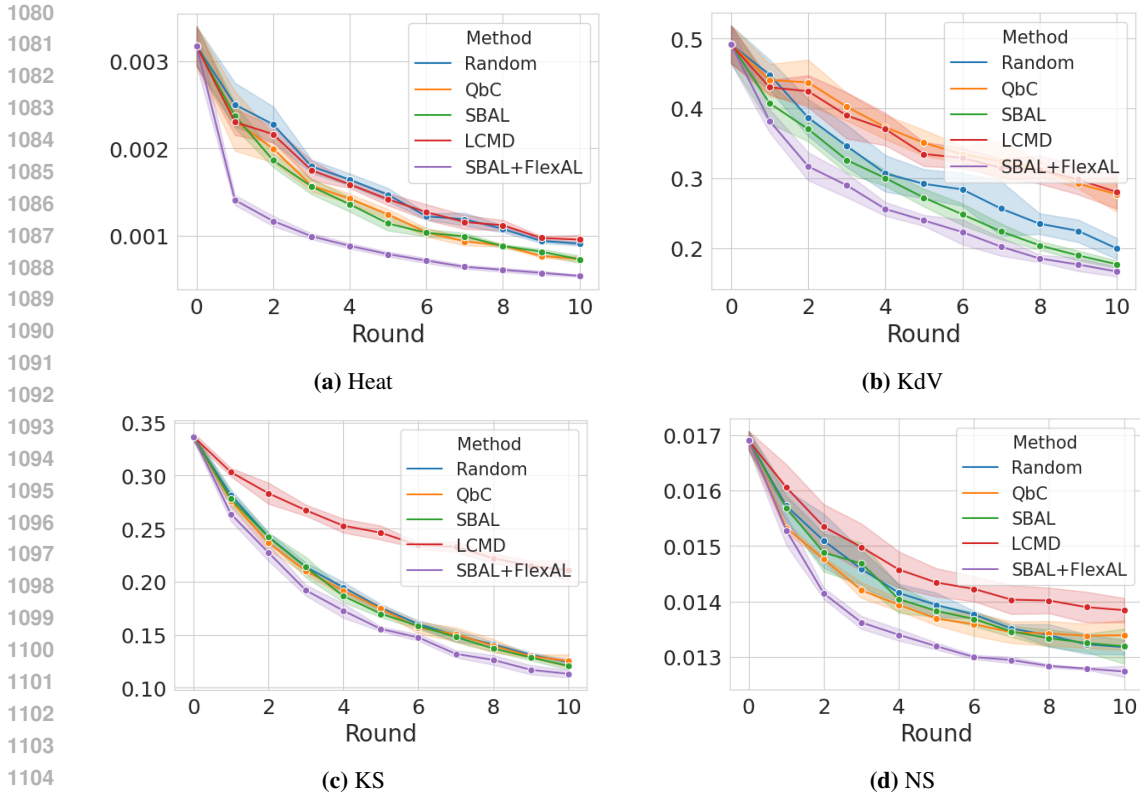 1080
1081
1082
1083
1084
1085
1086
1087
1088
1089
1090
1091
1092
1093
1094
1095
1096
1097
1098
1099
1100
1101
1102
1103
1104
0.003
0.002
0.001
Method
Random
QbC
SBAL
LCMD
SBAL+FlexAL
0 2 4 6 8 10
Round
(a) Heat
0.5
0.4
0.3
0.2
Method
Random
QbC
SBAL
LCMD
SBAL+FlexAL
0 2 4 6 8 10
Round
(b) KdV
0.35
0.30
0.25
0.20
0.15
0.10
Method
Random
QbC
SBAL
LCMD
SBAL+FlexAL
0 2 4 6 8 10
Round
(c) KS
0.017
0.016
0.015
0.014
0.013
Method
Random
QbC
SBAL
LCMD
SBAL+FlexAL
0 2 4 6 8 10
Round
(d) NS